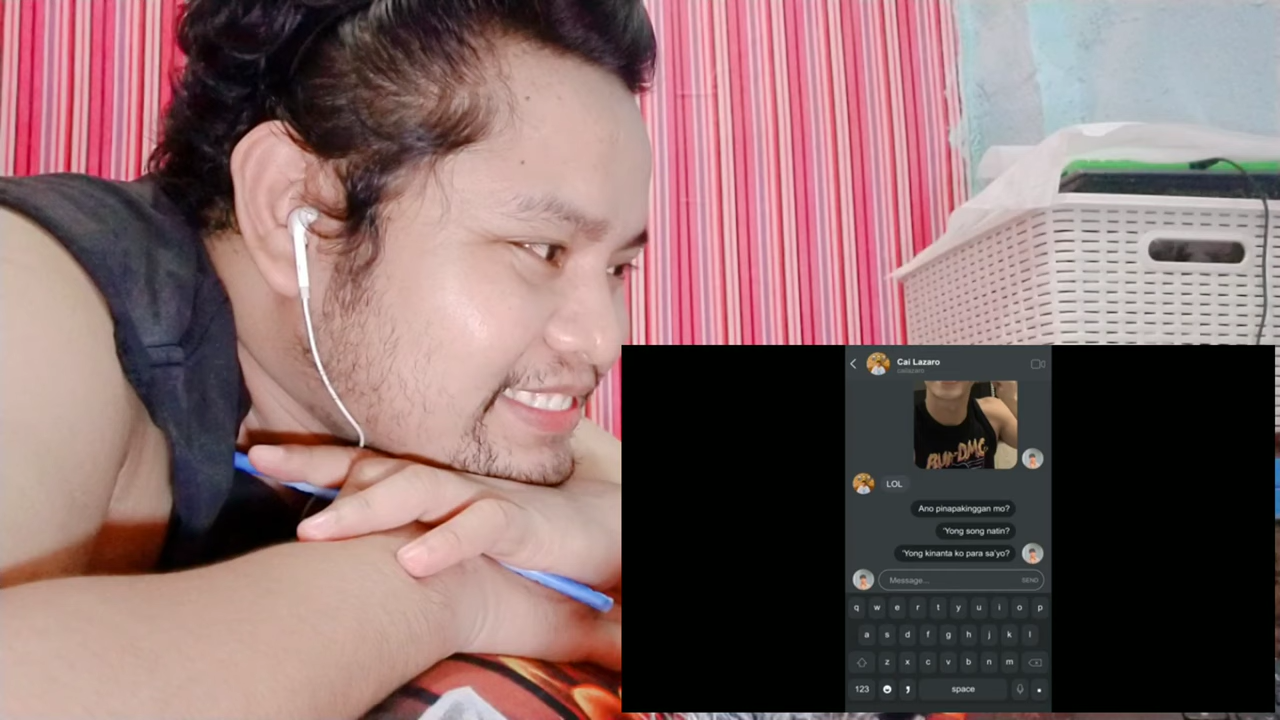 Cai Lazaro
cailazaro
RUN-DMC
LOL
Ano pinapakinggan mo?
'Yong song natin?
'Yong kinanta ko para sa'yo?
Message...
SEND
q w e r t y u i o p
a s d f g h j k l
z x c v b n m
123 , space .